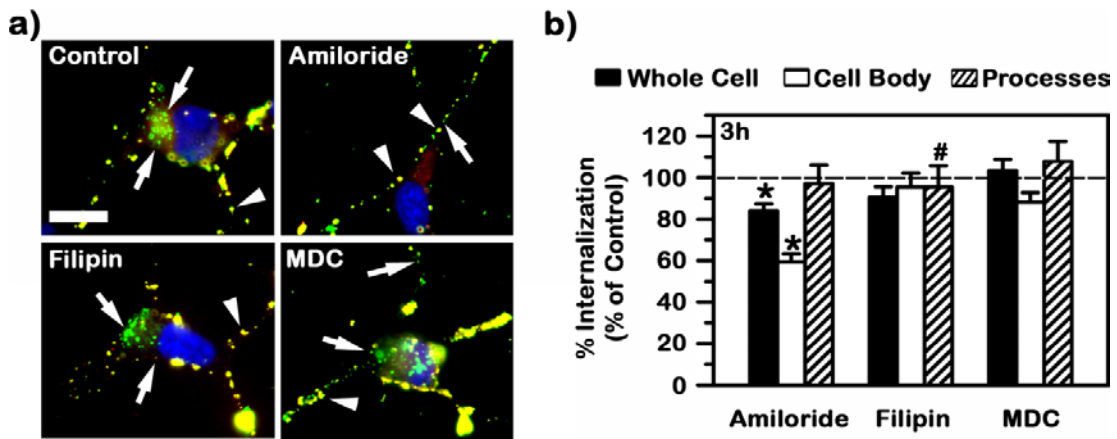 a)
Control
Amiloride
Filipin
MDC
b)
Whole Cell Cell Body Processes
3h
% Internalization
(% of Control)
120
100
80
60
40
20
0
*
*
#
Amiloride Filipin MDC